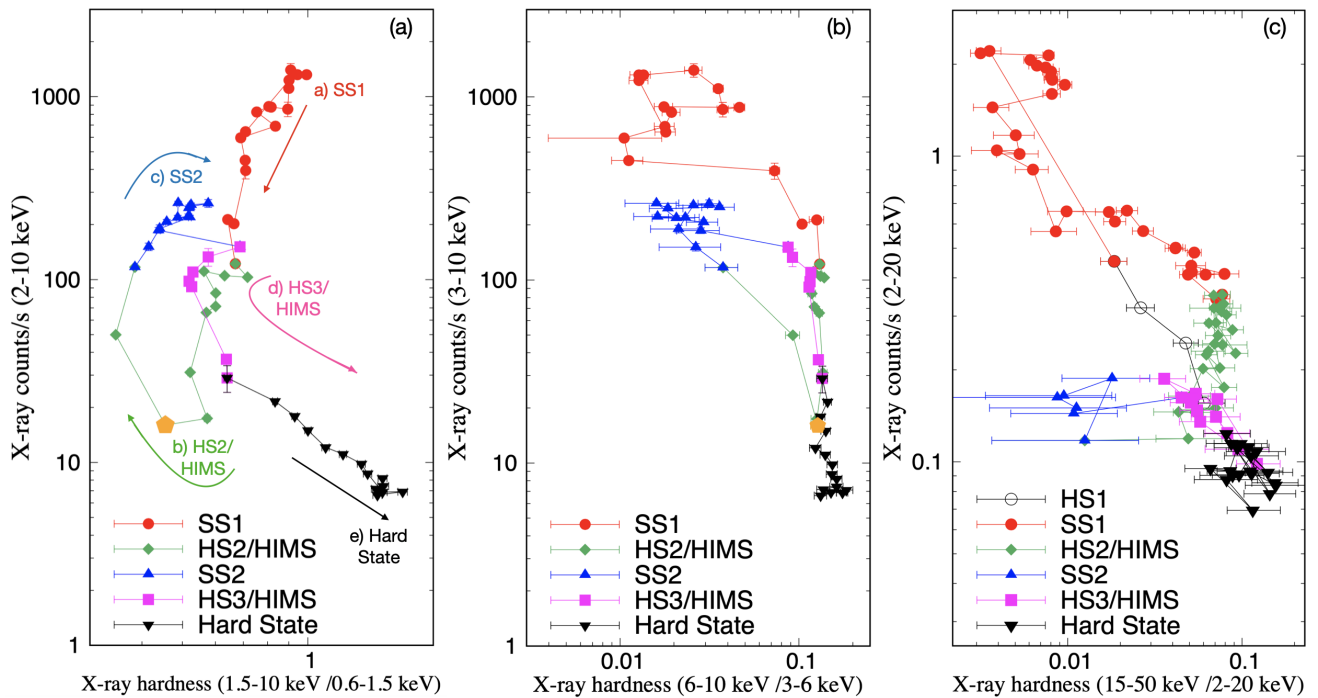 (a)
1000
100
10
1
X-ray counts/s (2-10 keV)
a) SS1
c) SS2
d) HS3/
HIMS
b) HS2/
HIMS
e) Hard
State
SS1
HS2/HIMS
SS2
HS3/HIMS
Hard State
1
X-ray hardness (1.5-10 keV /0.6-1.5 keV)
(b)
1000
100
10
1
X-ray counts/s (3-10 keV)
SS1
HS2/HIMS
SS2
HS3/HIMS
Hard State
0.01
0.1
X-ray hardness (6-10 keV /3-6 keV)
(c)
1
0.1
X-ray counts/s (2-20 keV)
HS1
SS1
HS2/HIMS
SS2
HS3/HIMS
Hard State
0.01
0.1
X-ray hardness (15-50 keV /2-20 keV)